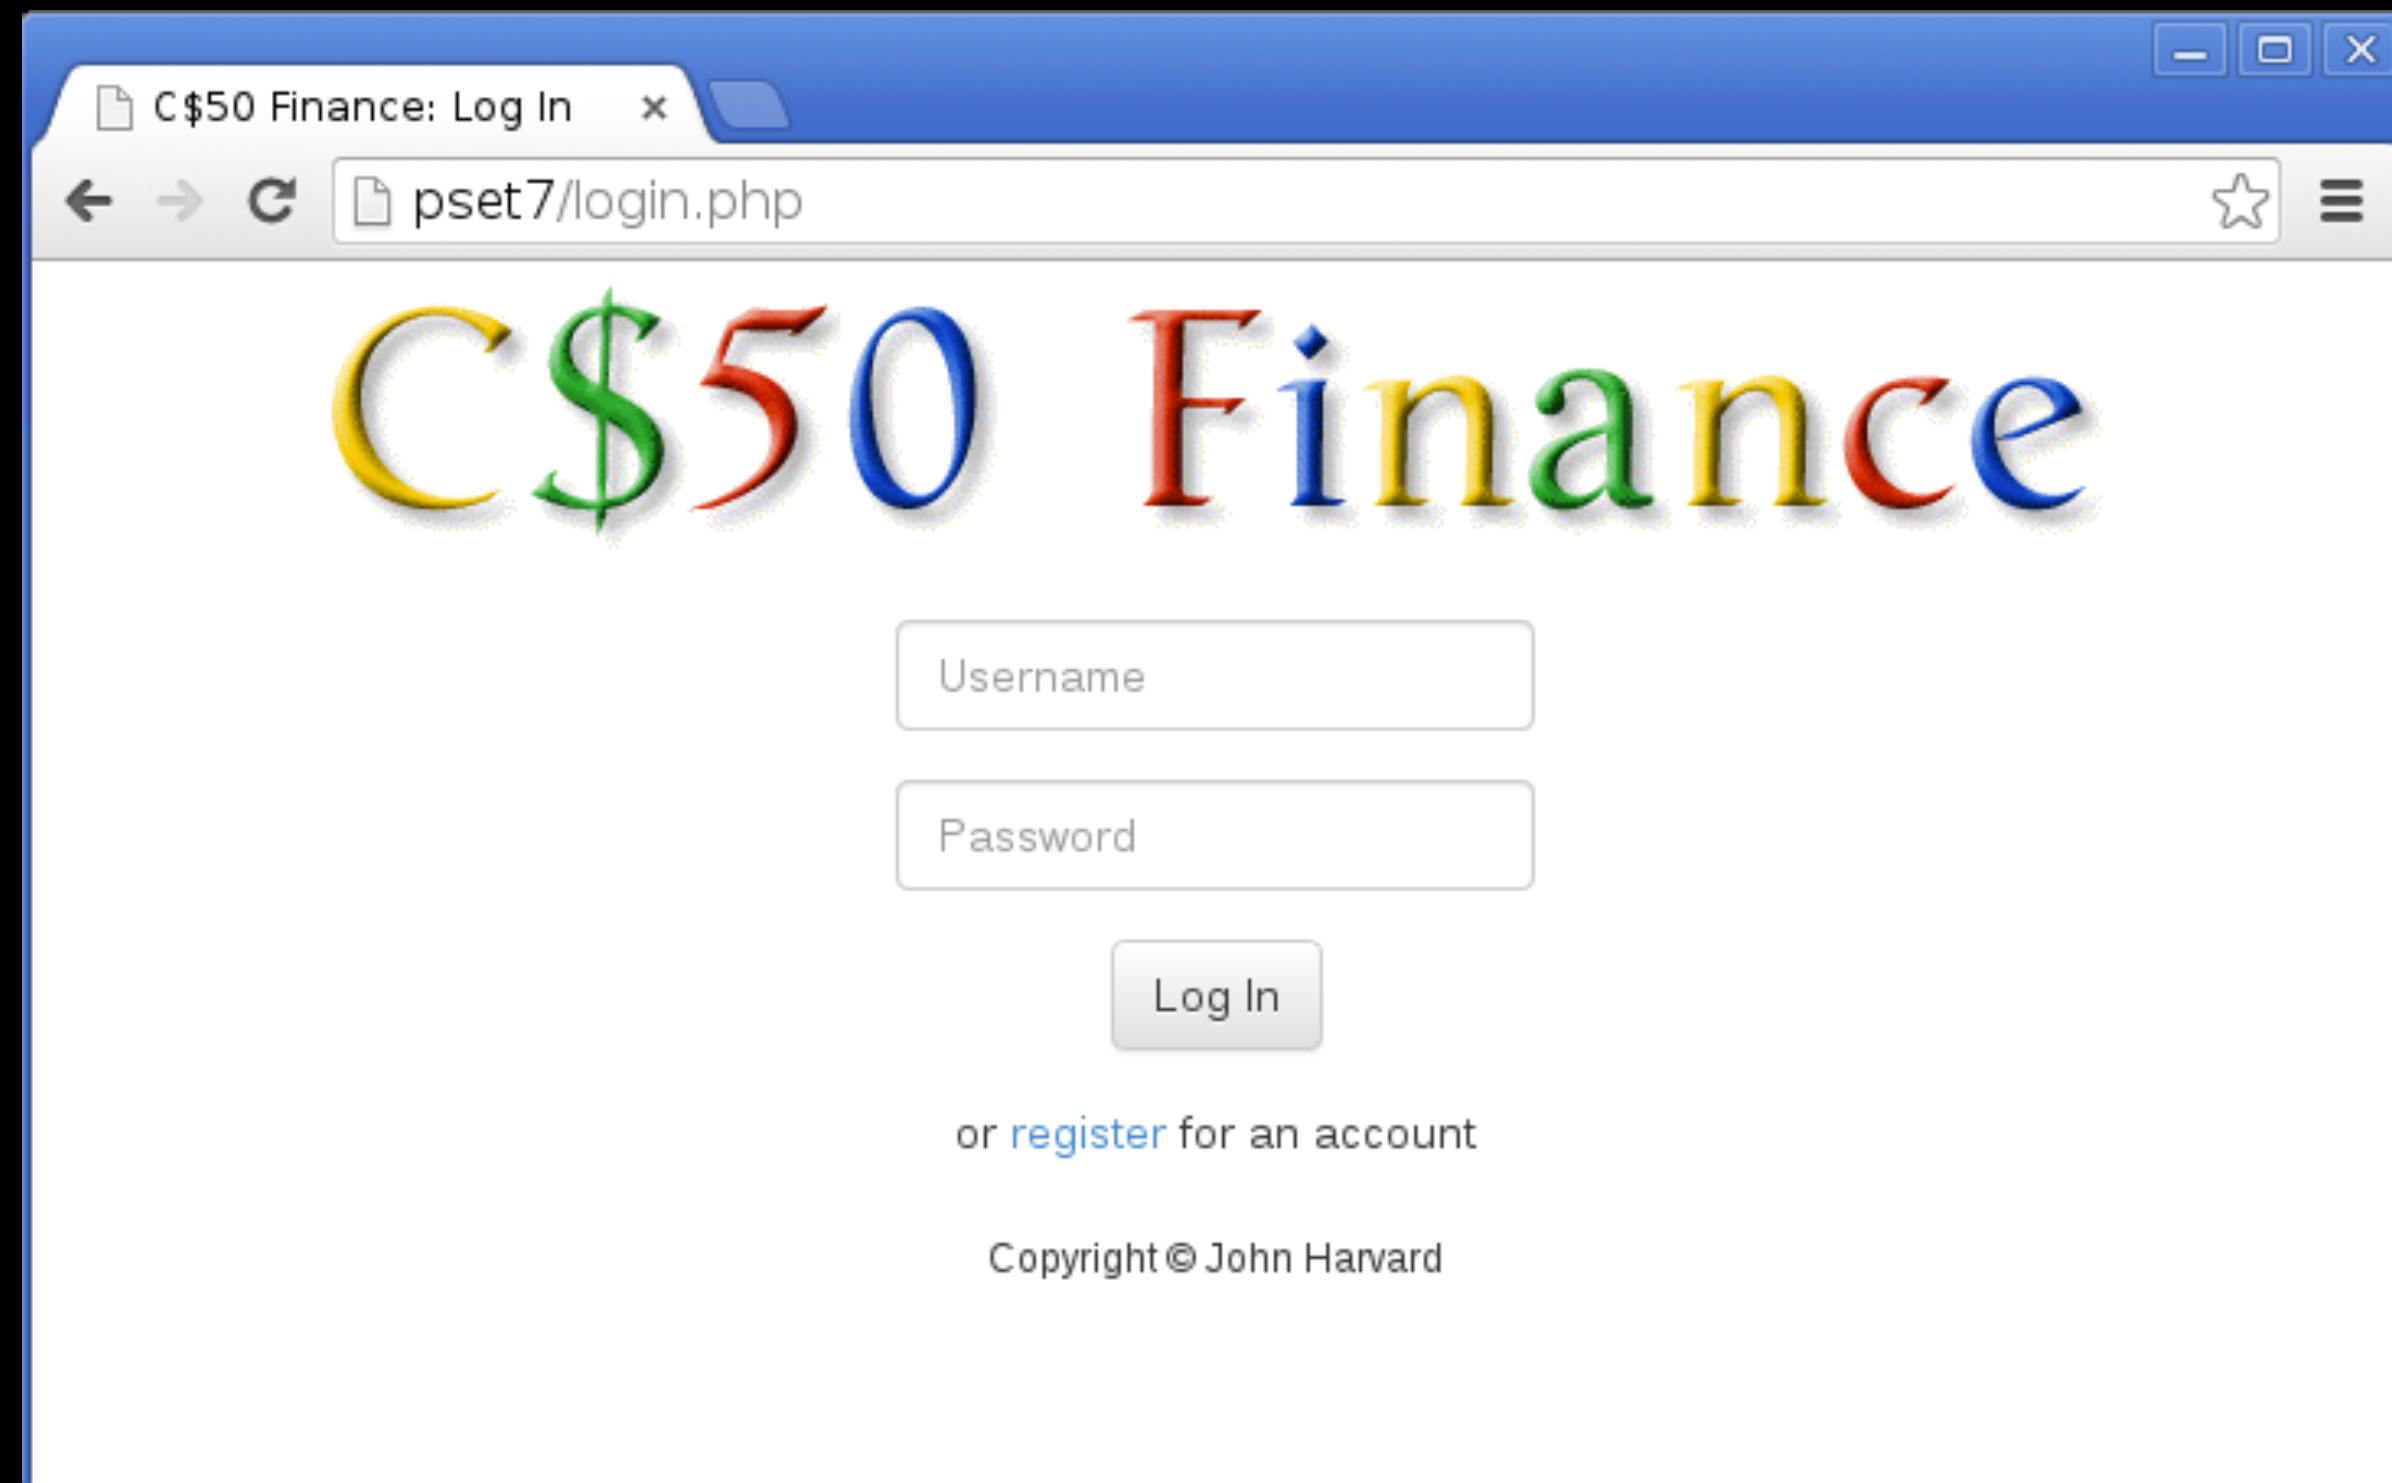 C$50 Finance: Log In
pset7/login.php
C$50 Finance
Username
Password
Log In
or register for an account
Copyright © John Harvard